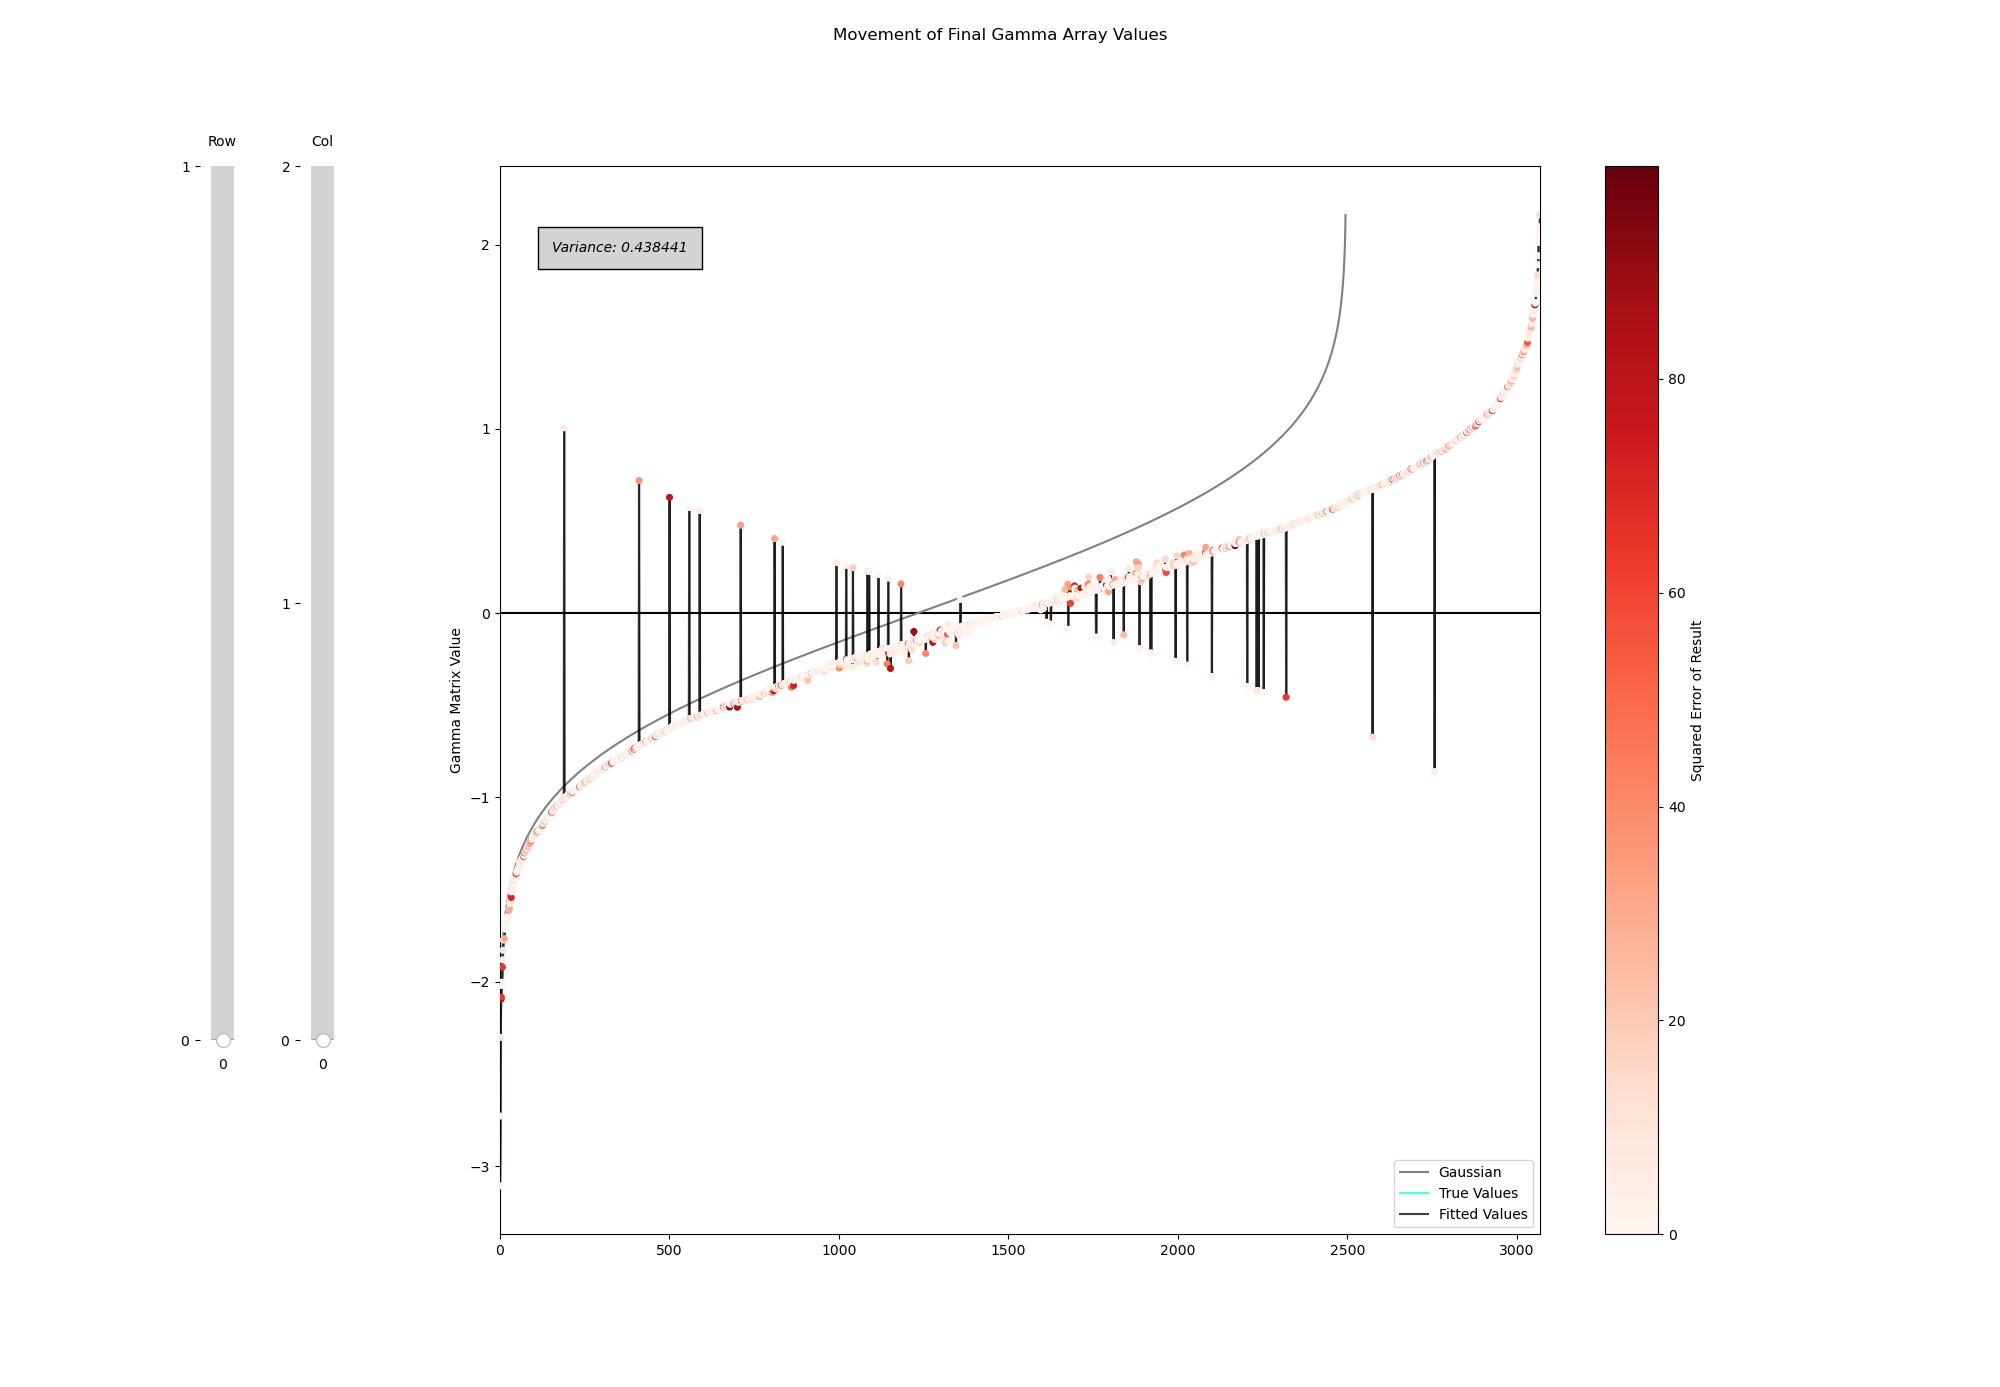 Movement of Final Gamma Array Values
Row
Col
1
2
1
0
0
0
0
Variance: 0.438441
Gamma Matrix Value
2
1
0
−1
−2
−3
0
500
1000
1500
2000
2500
3000
Gaussian
True Values
Fitted Values
80
60
40
20
0
Squared Error of Result